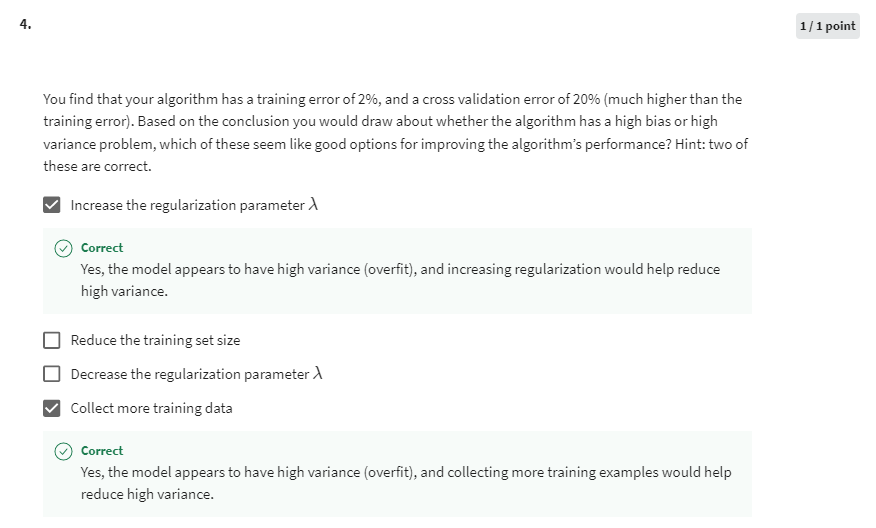 4.
1 / 1 point
You find that your algorithm has a training error of 2%, and a cross validation error of 20% (much higher than the
training error). Based on the conclusion you would draw about whether the algorithm has a high bias or high
variance problem, which of these seem like good options for improving the algorithm's performance? Hint: two of
these are correct.
Increase the regularization parameter λ
Correct
Yes, the model appears to have high variance (overfit), and increasing regularization would help reduce
high variance.
Reduce the training set size
Decrease the regularization parameter λ
Collect more training data
Correct
Yes, the model appears to have high variance (overfit), and collecting more training examples would help
reduce high variance.